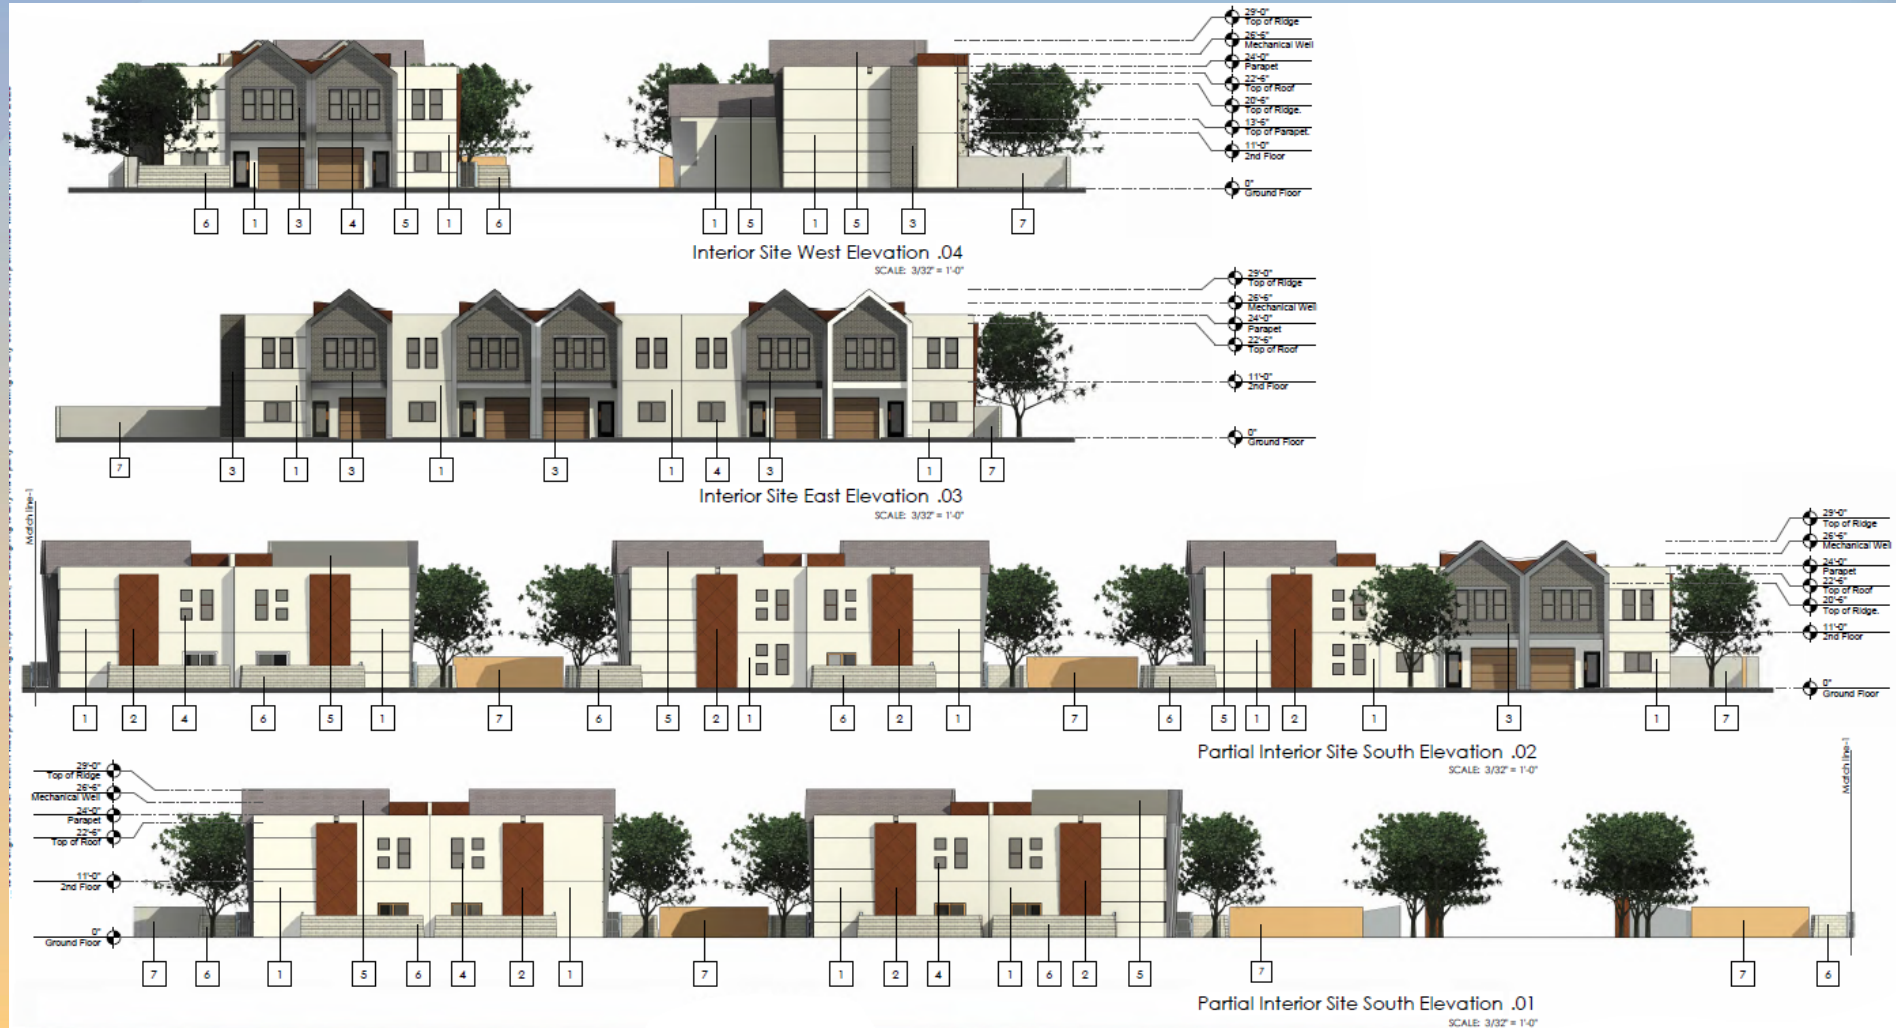 29'-0"
Top of Ridge
26'-6"
Mechanical Well
24'-0"
Parapet
22'-6"
Top of Roof
20'-6"
Top of Ridge.
13'-6"
Top of Parapet.
11'-0"
2nd Floor
0"
Ground Floor
6 1 3 4 5 1 6 1 5 1 5 3 7
Interior Site West Elevation .04
SCALE: 3/32" = 1'-0"
29'-0"
Top of Ridge
26'-6"
Mechanical Well
24'-0"
Parapet
22'-6"
Top of Roof
11'-0"
2nd Floor
0"
Ground Floor
7 3 1 3 1 3 1 4 3 1 7
Interior Site East Elevation .03
SCALE: 3/32" = 1'-0"
Match line-1
29'-0"
Top of Ridge
26'-6"
Mechanical Well
24'-0"
Parapet
22'-6"
Top of Roof
20'-6"
Top of Ridge.
11'-0"
2nd Floor
0"
Ground Floor
1 2 4 6 5 1 7 6 5 2 1 6 2 1 7 6 5 1 2 1 3 1 7
Partial Interior Site South Elevation .02
SCALE: 3/32" = 1'-0"
Match line-1
29'-0"
Top of Ridge
26'-6"
Mechanical Well
24'-0"
Parapet
22'-6"
Top of Roof
11'-0"
2nd Floor
0"
Ground Floor
7 6 1 5 6 4 2 1 7 1 2 4 1 6 2 5 7 7 6
Partial Interior Site South Elevation .01
SCALE: 3/32" = 1'-0"